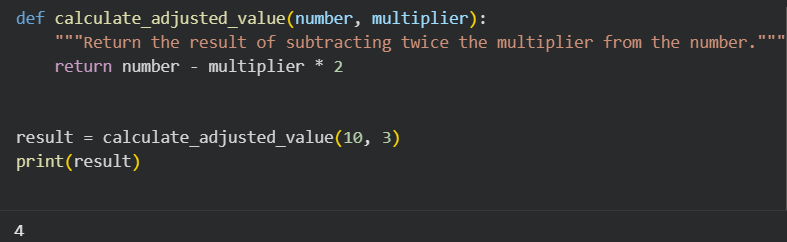 def calculate_adjusted_value(number, multiplier):
    """Return the result of subtracting twice the multiplier from the number."""
    return number - multiplier * 2
result = calculate_adjusted_value(10, 3)
print(result)
4